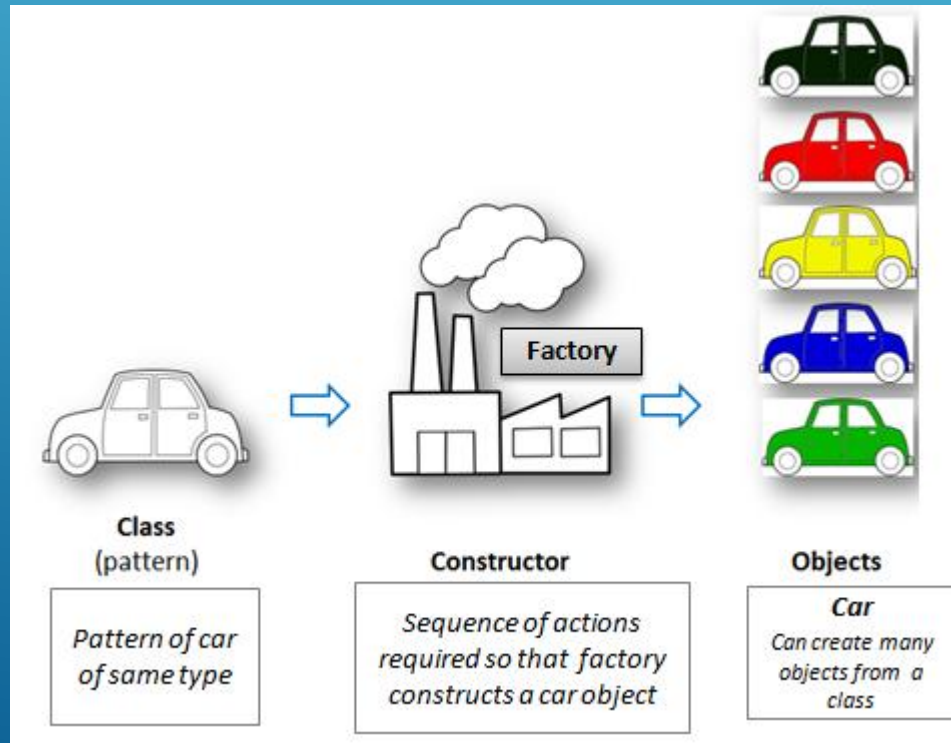 Factory
Class
(pattern)
Pattern of car
of same type
Constructor
Sequence of actions
required so that factory
constructs a car object
Objects
Car
Can create many
objects from a
class